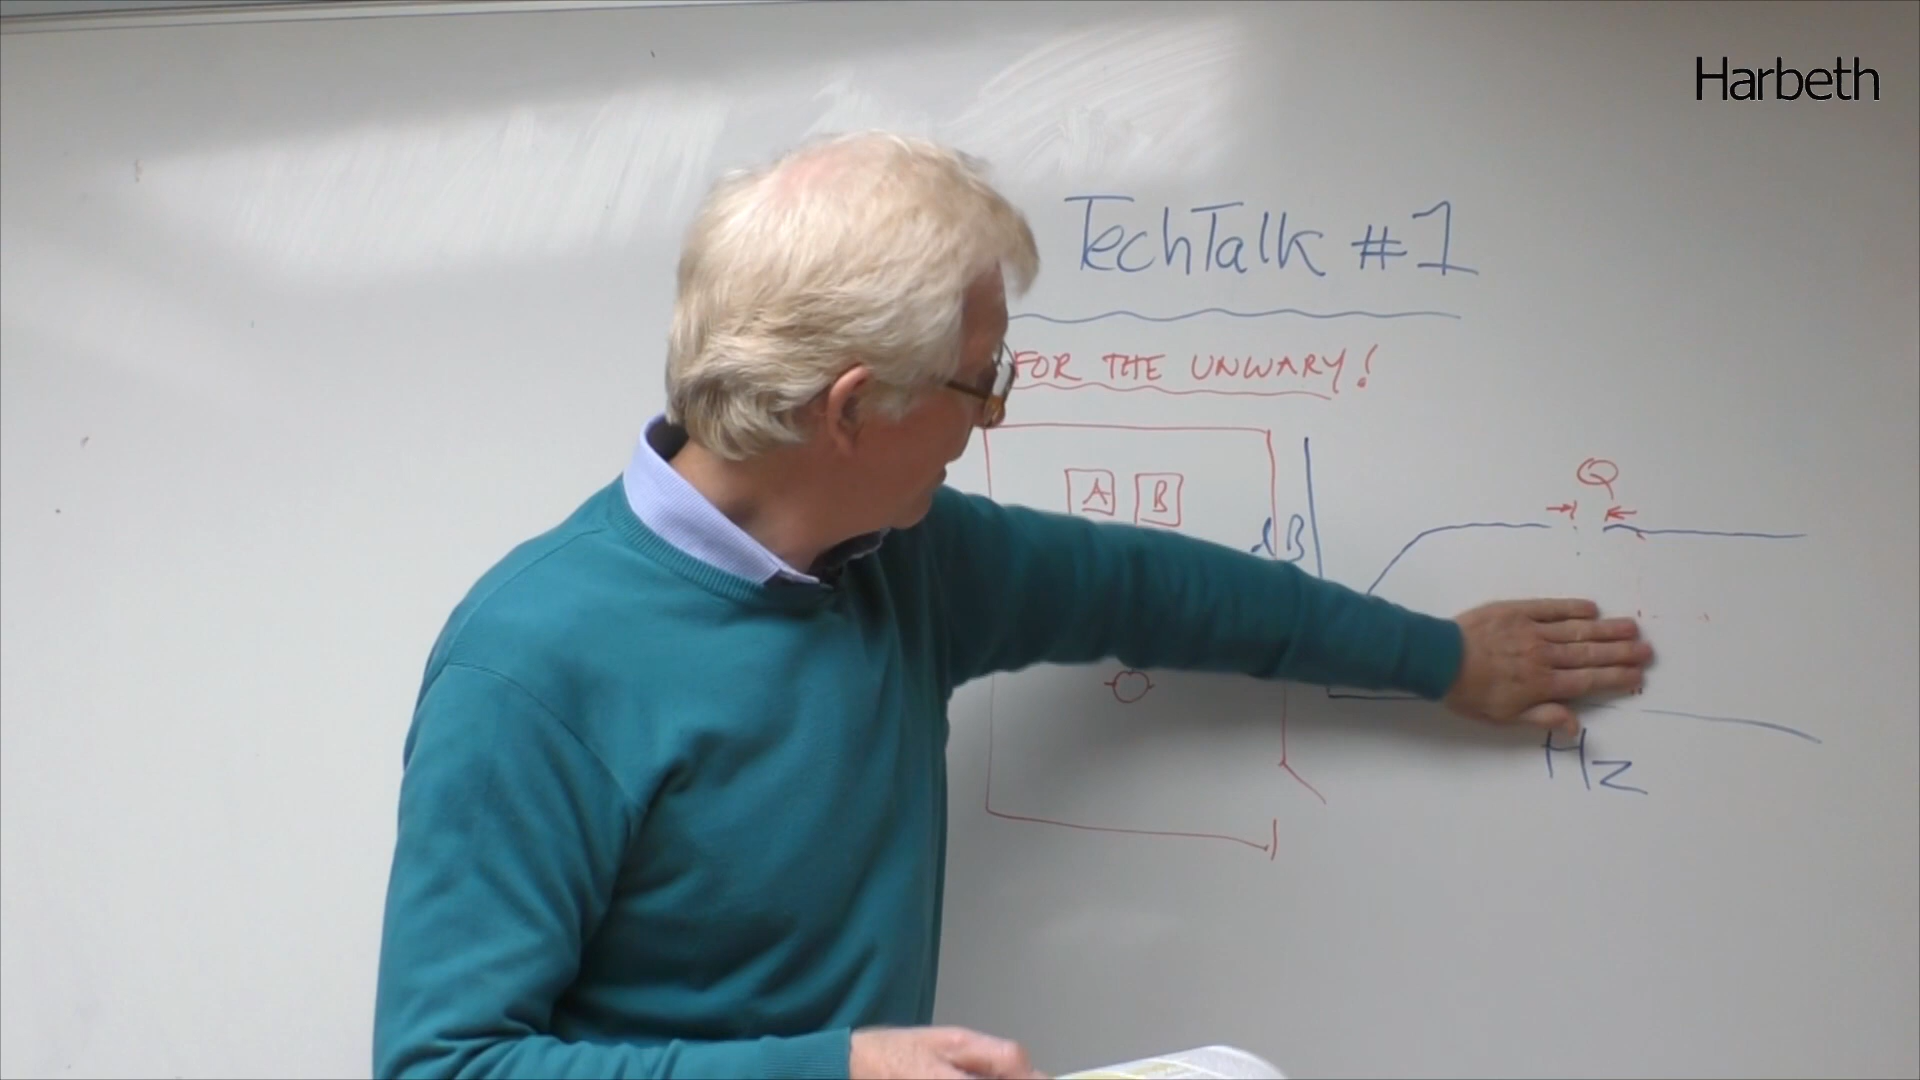 Harbeth
TechTalk #1
FOR THE UNWARY!
A B
dB
Q
Hz